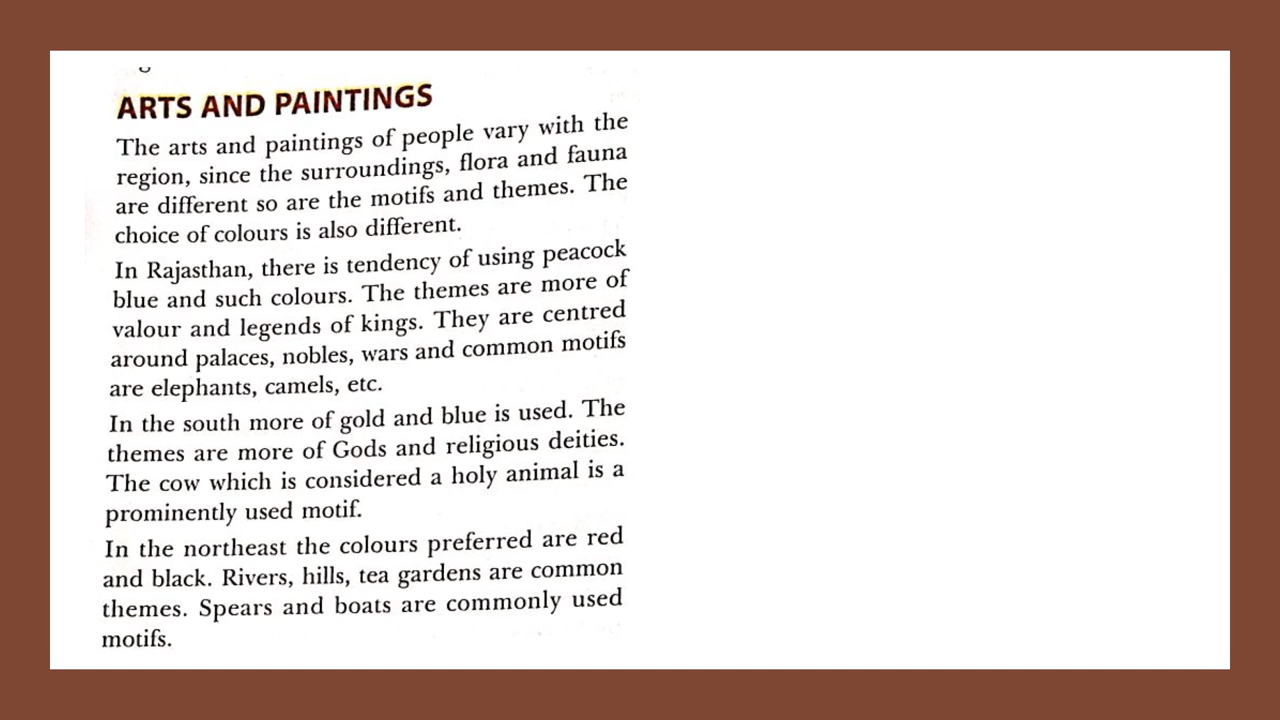 ARTS AND PAINTINGS
The arts and paintings of people vary with the
region, since the surroundings, flora and fauna
are different so are the motifs and themes. The
choice of colours is also different.
In Rajasthan, there is tendency of using peacock
blue and such colours. The themes are more of
valour and legends of kings. They are centred
around palaces, nobles, wars and common motifs
are elephants, camels, etc.
In the south more of gold and blue is used. The
themes are more of Gods and religious deities.
The cow which is considered a holy animal is a
prominently used motif.
In the northeast the colours preferred are red
and black. Rivers, hills, tea gardens are common
themes. Spears and boats are commonly used
motifs.